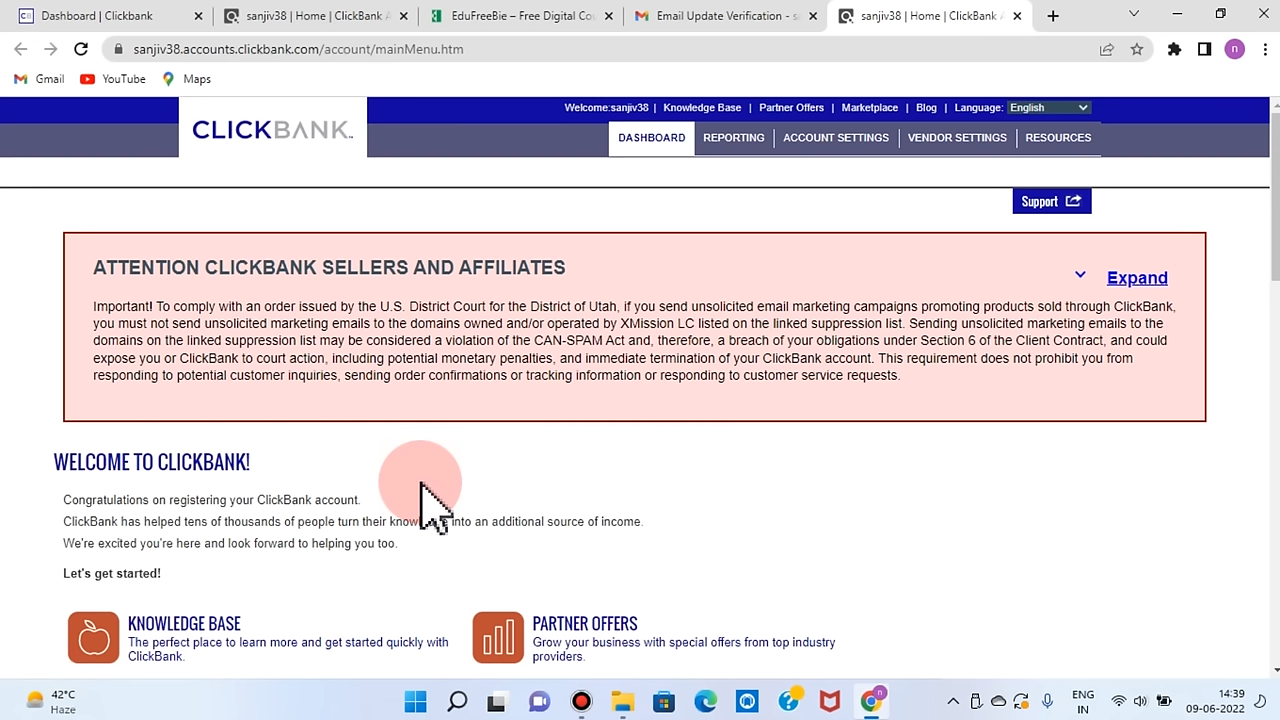 Dashboard | Clickbank
sanjiv38 | Home | ClickBank A
EduFreeBie – Free Digital Co
Email Update Verification - s
sanjiv38 | Home | ClickBank A
sanjiv38.accounts.clickbank.com/account/mainMenu.htm
n
Gmail
YouTube
Maps
Welcome:sanjiv38 | Knowledge Base | Partner Offers | Marketplace | Blog | Language: English
CLICKBANK
DASHBOARD REPORTING ACCOUNT SETTINGS VENDOR SETTINGS RESOURCES
Support
ATTENTION CLICKBANK SELLERS AND AFFILIATES
Expand
Important! To comply with an order issued by the U.S. District Court for the District of Utah, if you send unsolicited email marketing campaigns promoting products sold through ClickBank,
you must not send unsolicited marketing emails to the domains owned and/or operated by XMission LC listed on the linked suppression list. Sending unsolicited marketing emails to the
domains on the linked suppression list may be considered a violation of the CAN-SPAM Act and, therefore, a breach of your obligations under Section 6 of the Client Contract, and could
expose you or ClickBank to court action, including potential monetary penalties, and immediate termination of your ClickBank account. This requirement does not prohibit you from
responding to potential customer inquiries, sending order confirmations or tracking information or responding to customer service requests.
WELCOME TO CLICKBANK!
Congratulations on registering your ClickBank account.
ClickBank has helped tens of thousands of people turn their know into an additional source of income.
We're excited you're here and look forward to helping you too.
Let's get started!
KNOWLEDGE BASE
The perfect place to learn more and get started quickly with
ClickBank.
PARTNER OFFERS
Grow your business with special offers from top industry
providers.
42°C
Haze
n
ENG
IN
14:39
09-06-2022